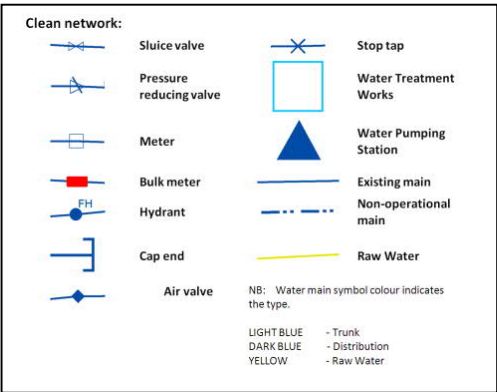 Clean network:
Sluice valve
Stop tap
Pressure
reducing valve
Water Treatment
Works
Meter
Water Pumping
Station
Bulk meter
Existing main
FH
Hydrant
Non-operational
main
Cap end
Raw Water
Air valve
NB: Water main symbol colour indicates
the type.
LIGHT BLUE - Trunk
DARK BLUE - Distribution
YELLOW - Raw Water